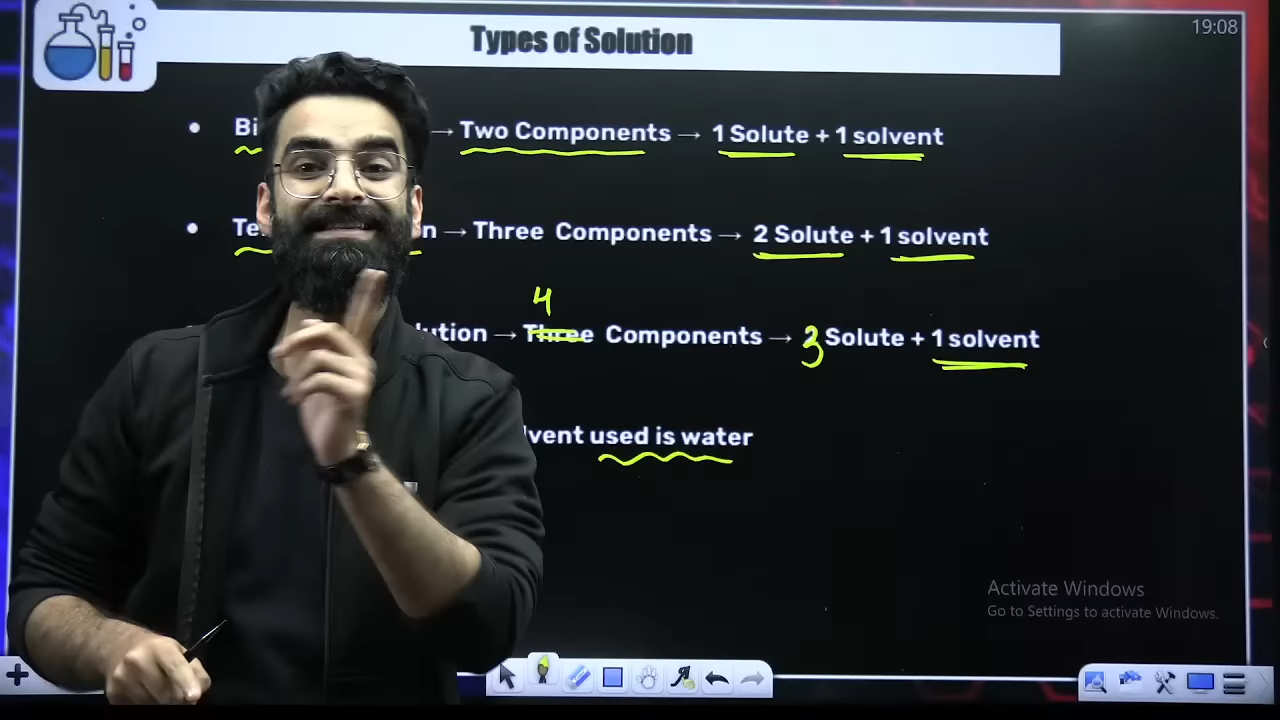 19:08
Types of Solution
Bi → Two Components → 1 Solute + 1 solvent
Te n → Three Components → 2 Solute + 1 solvent
4
lution → Three Components → 3 Solute + 1 solvent
lvent used is water
Activate Windows
Go to Settings to activate Windows.